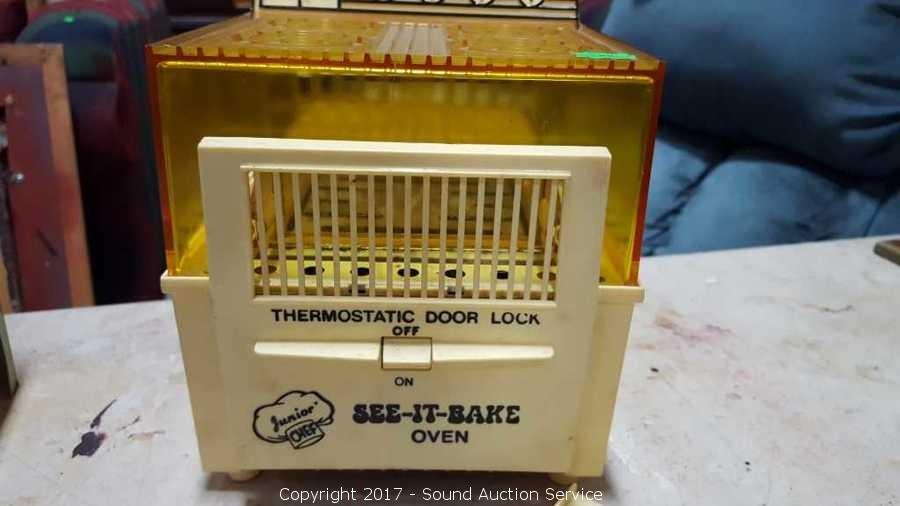 THERMOSTATIC DOOR LOCK
OFF
ON
Junior
CHEF
SEE-IT-BAKE
OVEN
Copyright 2017 - Sound Auction Service